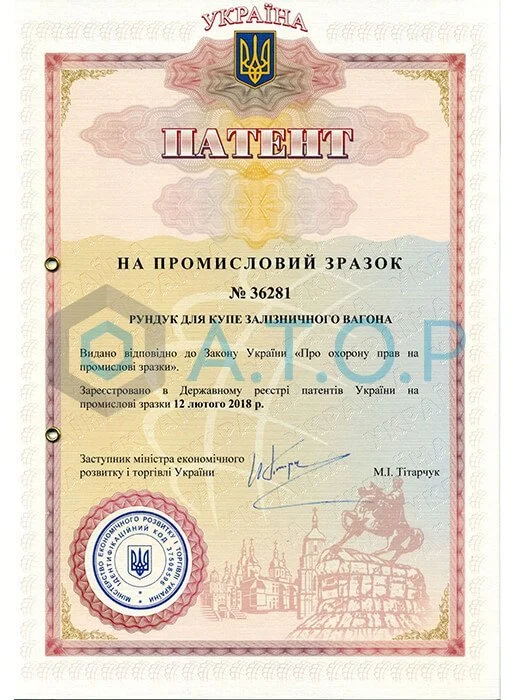 УКРАЇНА
ПАТЕНТ
НА ПРОМИСЛОВИЙ ЗРАЗОК
№ 36281
РУНДУК ДЛЯ КУПЕ ЗАЛІЗНИЧНОГО ВАГОНА
Видано відповідно до Закону України «Про охорону прав на
промислові зразки».
A.T.O.P
Зареєстровано в Державному реєстрі патентів України на
промислові зразки 12 лютого 2018 р.
Заступник міністра економічного
розвитку і торгівлі України
М.І. Тітарчук
МІНІСТЕРСТВО ЕКОНОМІЧНОГО РОЗВИТКУ І ТОРГІВЛІ УКРАЇНИ
ІДЕНТИФІКАЦІЙНИЙ КОД 37508596